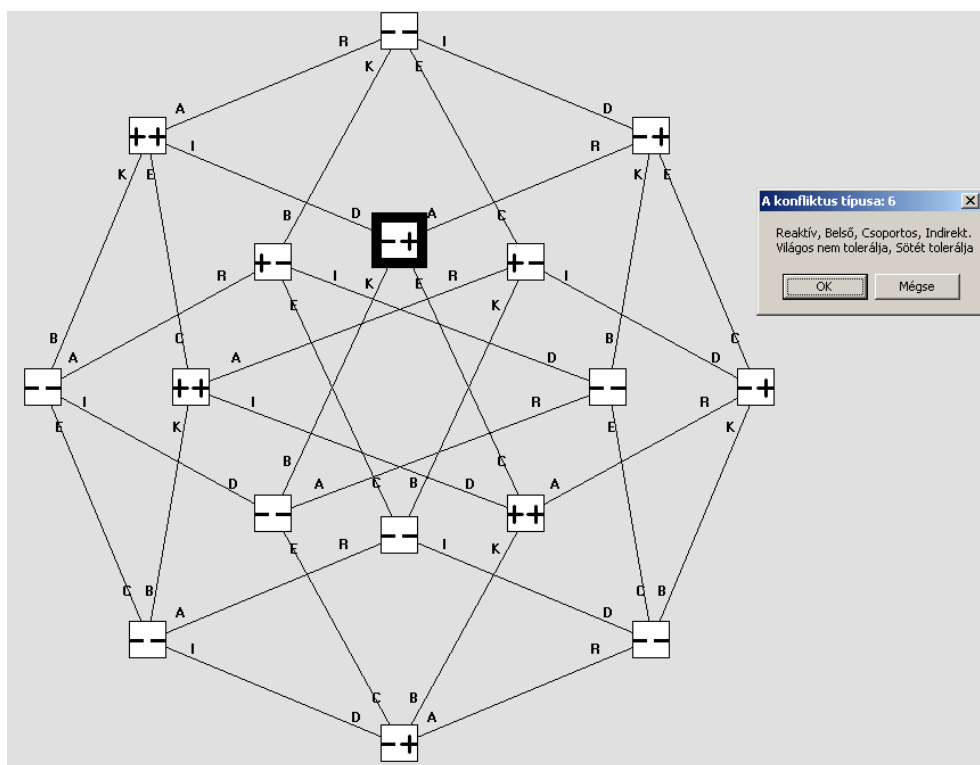 − −
R I
K E
A D
+ + − +
I R
K E K E
A konfliktus típusa: 6
Reaktív, Belső, Csoportos, Indirekt.
Világos nem tolerálja, Sötét tolerálja
OK Mégse
B D A C
− +
+ − + −
R I K E R I
E K
B C B C
A A D D
− − + + − − − +
I I R R
E K E K
B C
D A C B D A
− − + +
− −
R I
E K
C B C B
A D
− − − −
I R
C B
D A
− +